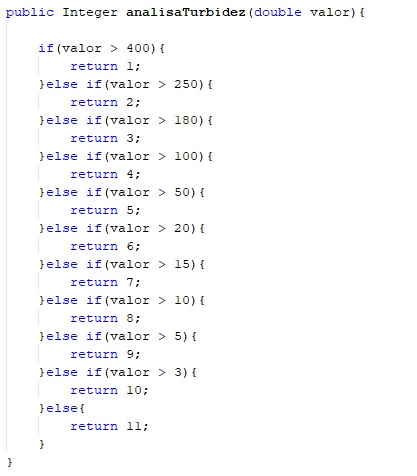 public Integer analisaTurbidez(double valor){
if(valor > 400){
return 1;
}else if(valor > 250){
return 2;
}else if(valor > 180){
return 3;
}else if(valor > 100){
return 4;
}else if(valor > 50){
return 5;
}else if(valor > 20){
return 6;
}else if(valor > 15){
return 7;
}else if(valor > 10){
return 8;
}else if(valor > 5){
return 9;
}else if(valor > 3){
return 10;
}else{
return 11;
}
}